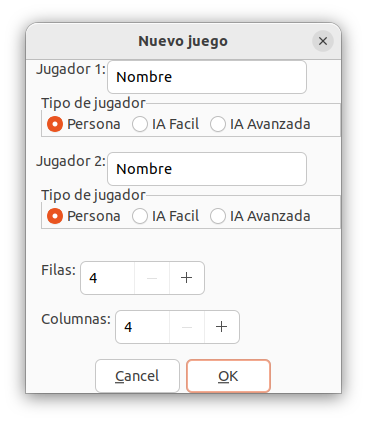 Nuevo juego
Jugador 1: Nombre
Tipo de jugador
Persona IA Facil IA Avanzada
Jugador 2: Nombre
Tipo de jugador
Persona IA Facil IA Avanzada
Filas: 4
Columnas: 4
Cancel OK